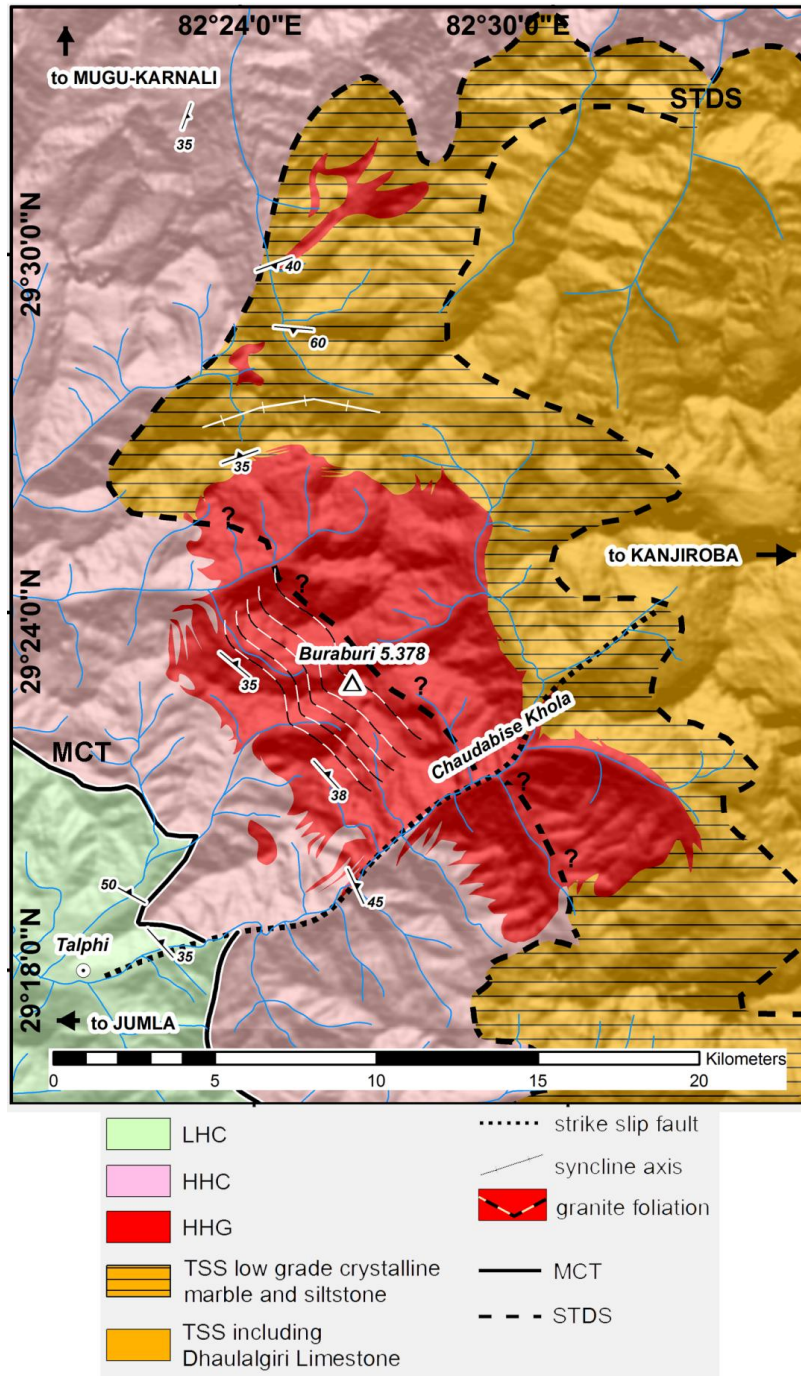 82°24'0"E
82°30'0"E
to MUGU-KARNALI
STDS
35
29°30'0"N
40
60
35
?
to KANJIROBA
?
29°24'0"N
Buraburi 5.378
35
?
Chaudabise Khola
MCT
38
?
?
50
45
Talphi
35
29°18'0"N
to JUMLA
Kilometers
0 5 10 15 20
LHC
HHC
HHG
TSS low grade crystalline
marble and siltstone
TSS including
Dhaulalgiri Limestone
strike slip fault
syncline axis
granite foliation
MCT
STDS